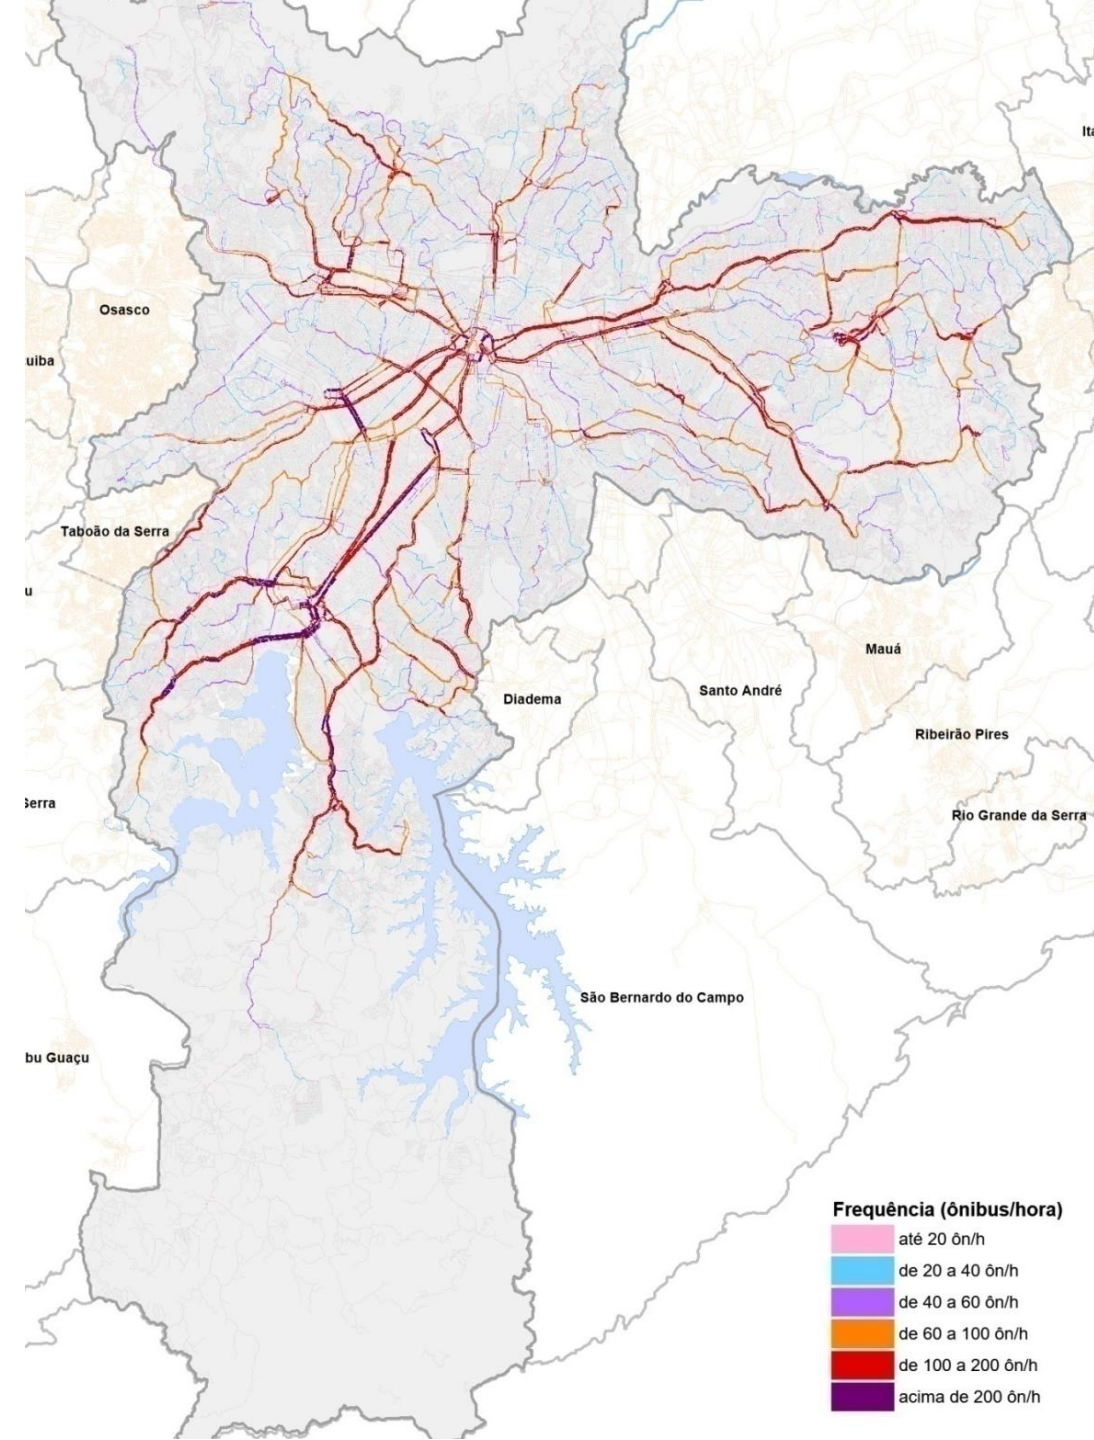 Ita
Osasco
uiba
Taboão da Serra
u
Mauá
Diadema
Santo André
Ribeirão Pires
Serra
Rio Grande da Serra
São Bernardo do Campo
bu Guaçu
Frequência (ônibus/hora)
até 20 ôn/h
de 20 a 40 ôn/h
de 40 a 60 ôn/h
de 60 a 100 ôn/h
de 100 a 200 ôn/h
acima de 200 ôn/h